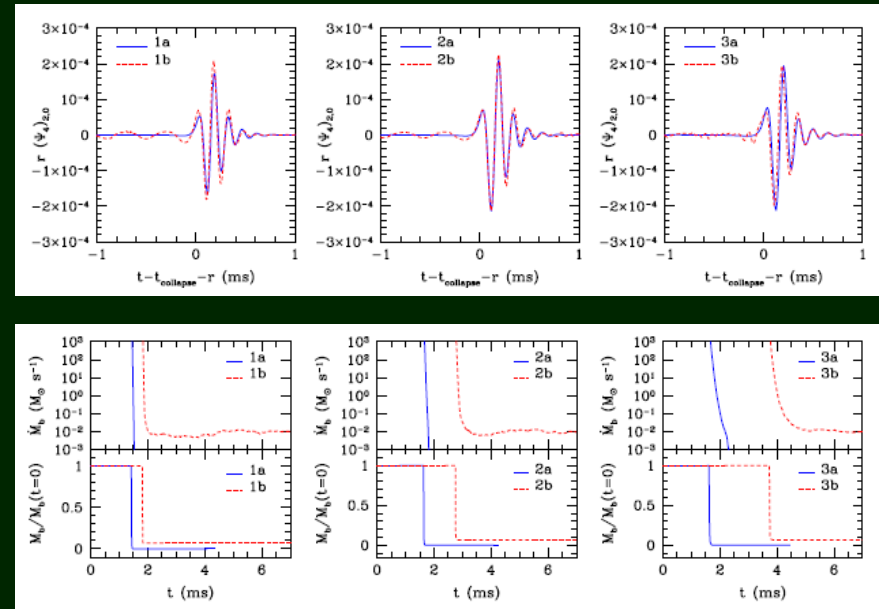 1a
1b
2a
2b
3a
3b
r (Ψ₄)₂,₀
r (Ψ₄)₂,₀
r (Ψ₄)₂,₀
3×10⁻⁴
2×10⁻⁴
1×10⁻⁴
0
−1×10⁻⁴
−2×10⁻⁴
−3×10⁻⁴
3×10⁻⁴
2×10⁻⁴
1×10⁻⁴
0
−1×10⁻⁴
−2×10⁻⁴
−3×10⁻⁴
3×10⁻⁴
2×10⁻⁴
1×10⁻⁴
0
−1×10⁻⁴
−2×10⁻⁴
−3×10⁻⁴
−1 0 1
−1 0 1
−1 0 1
t−t_collapse−r (ms)
t−t_collapse−r (ms)
t−t_collapse−r (ms)
1a
1b
2a
2b
3a
3b
Ṁ_b (M_⊙ s⁻¹)
Ṁ_b (M_⊙ s⁻¹)
Ṁ_b (M_⊙ s⁻¹)
10³
10²
10¹
10⁰
10⁻¹
10⁻²
10⁻³
10³
10²
10¹
10⁰
10⁻¹
10⁻²
10⁻³
10³
10²
10¹
10⁰
10⁻¹
10⁻²
10⁻³
1a
1b
2a
2b
3a
3b
M_b/M_b(t=0)
M_b/M_b(t=0)
M_b/M_b(t=0)
1
0.5
0
1
0.5
0
1
0.5
0
0 2 4 6
0 2 4 6
0 2 4 6
t (ms)
t (ms)
t (ms)